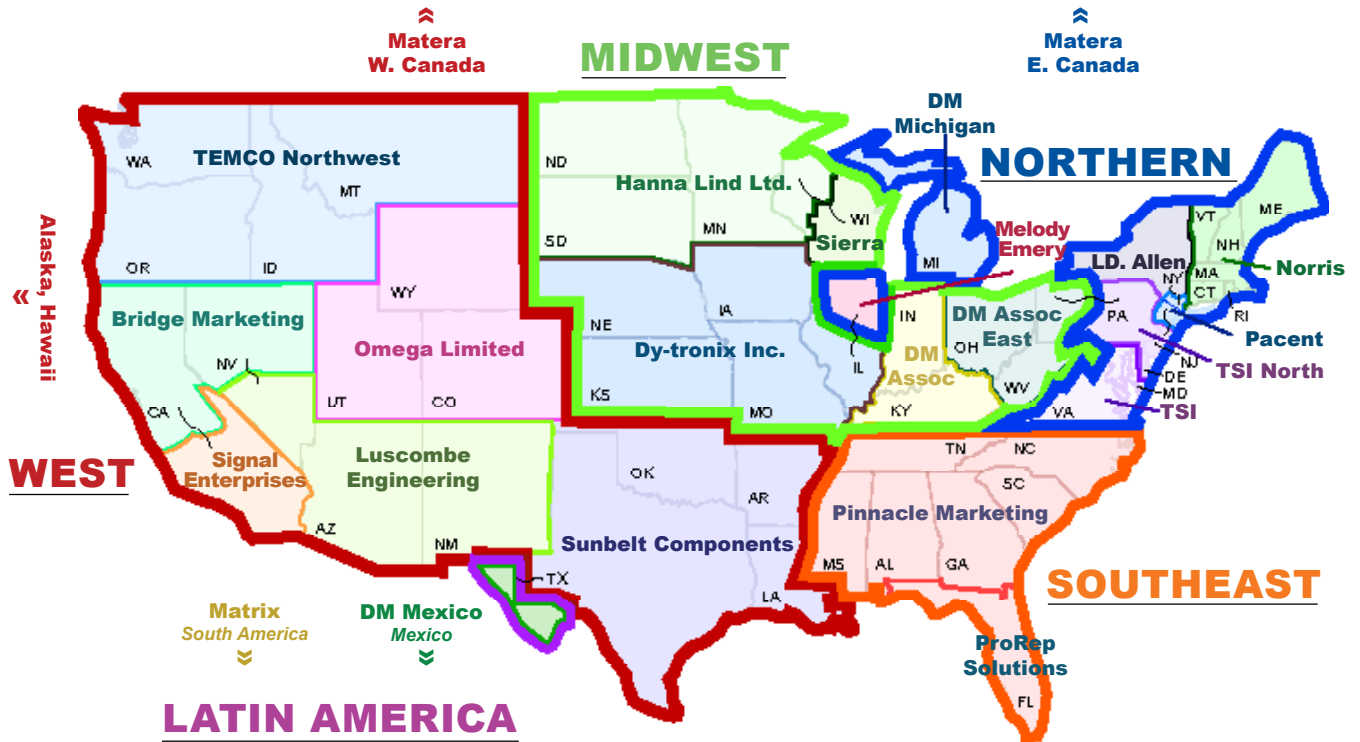 Matera
W. Canada
MIDWEST
Matera
E. Canada
DM
Michigan
NORTHERN
WA
TEMCO Northwest
MT
OR
ID
ND
Hanna Lind Ltd.
MN
SD
WI
Sierra
Melody
Emery
MI
VT
ME
NH
LD. Allen
MA
NY
CT
Norris
RI
Alaska, Hawaii
WY
Bridge Marketing
Omega Limited
NV
CA
UT
CO
NE
IA
Dy-tronix Inc.
KS
MO
IL
IN
DM
Assoc
KY
DM Assoc
East
OH
WV
PA
Pacent
NJ
TSI North
DE
MD
TSI
VA
WEST
Signal
Enterprises
Luscombe
Engineering
AZ
NM
OK
AR
Sunbelt Components
TX
LA
TN
NC
SC
Pinnacle Marketing
MS
AL
GA
SOUTHEAST
ProRep
Solutions
FL
Matrix
South America
DM Mexico
Mexico
LATIN AMERICA